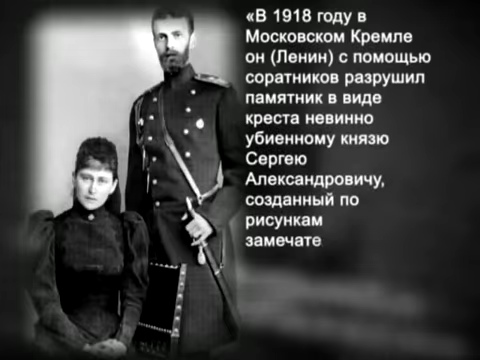 «В 1918 году в
Московском Кремле
он (Ленин) с помощью
соратников разрушил
памятник в виде
креста невинно
убиенному князю
Сергею
Александровичу,
созданный по
рисункам
замечате